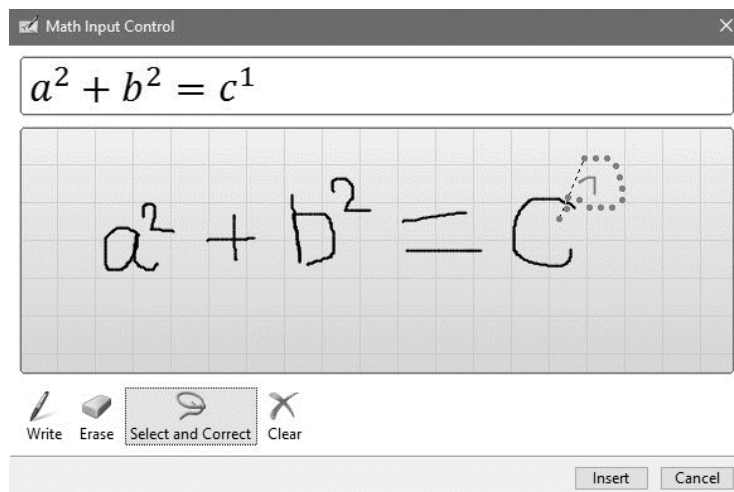 Math Input Control
a² + b² = c¹
a² + b² = C
Write Erase Select and Correct Clear
Insert Cancel